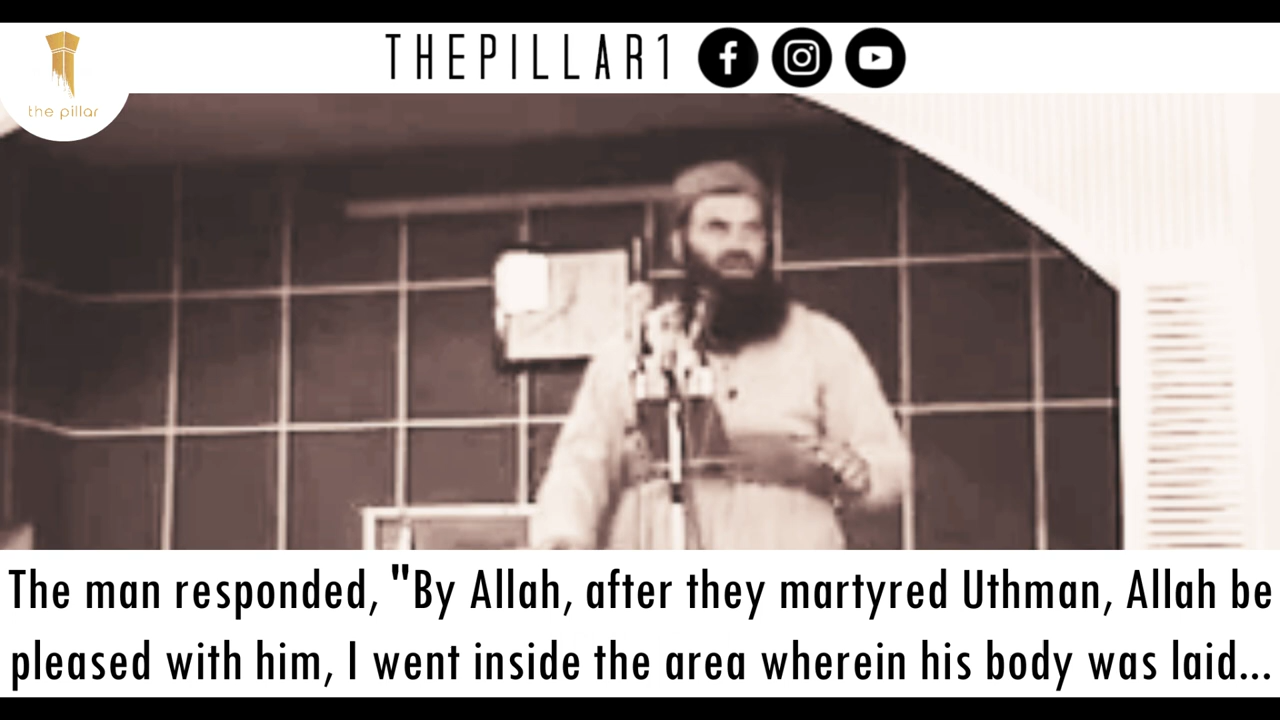 the pillar
THEPILLAR1
The man responded, "By Allah, after they martyred Uthman, Allah be
pleased with him, I went inside the area wherein his body was laid...